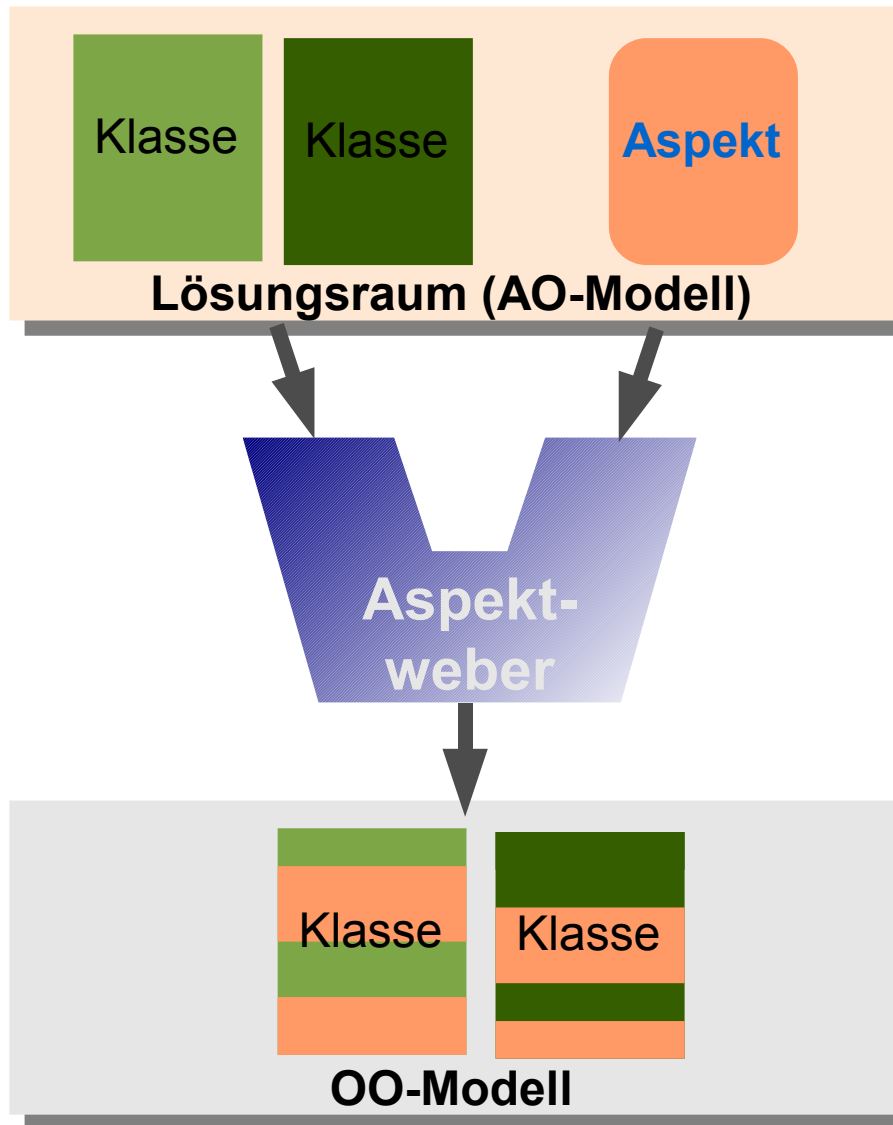 Klasse
Klasse
Aspekt
Lösungsraum (AO-Modell)
Aspekt-
weber
Klasse
Klasse
OO-Modell